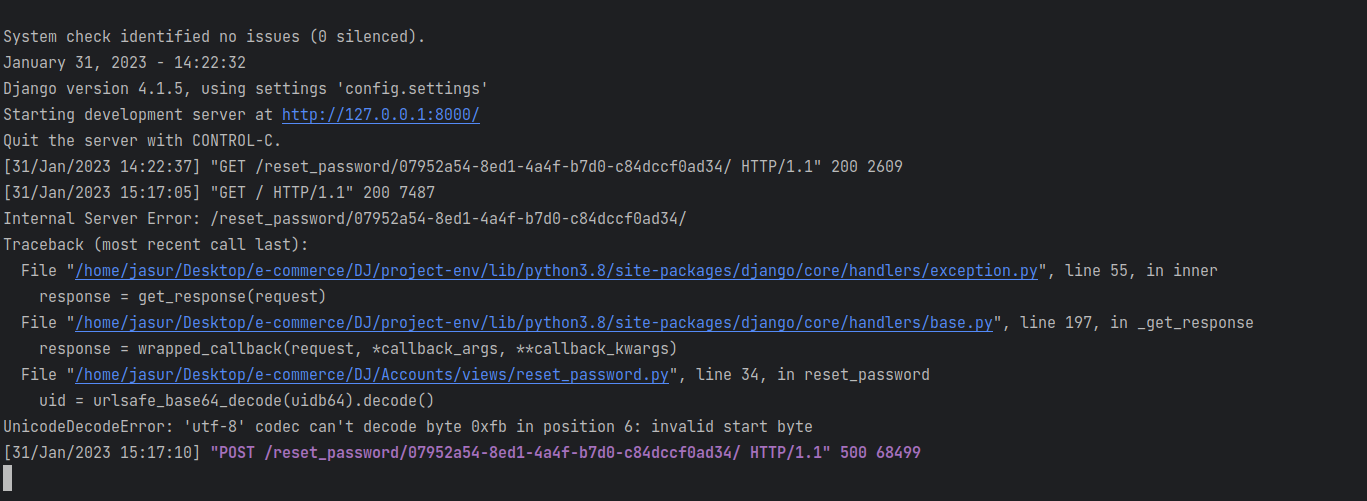 System check identified no issues (0 silenced).
January 31, 2023 - 14:22:32
Django version 4.1.5, using settings 'config.settings'
Starting development server at http://127.0.0.1:8000/
Quit the server with CONTROL-C.
[31/Jan/2023 14:22:37] "GET /reset_password/07952a54-8ed1-4a4f-b7d0-c84dccf0ad34/ HTTP/1.1" 200 2609
[31/Jan/2023 15:17:05] "GET / HTTP/1.1" 200 7487
Internal Server Error: /reset_password/07952a54-8ed1-4a4f-b7d0-c84dccf0ad34/
Traceback (most recent call last):
  File "/home/jasur/Desktop/e-commerce/DJ/project-env/lib/python3.8/site-packages/django/core/handlers/exception.py", line 55, in inner
    response = get_response(request)
  File "/home/jasur/Desktop/e-commerce/DJ/project-env/lib/python3.8/site-packages/django/core/handlers/base.py", line 197, in _get_response
    response = wrapped_callback(request, *callback_args, **callback_kwargs)
  File "/home/jasur/Desktop/e-commerce/DJ/Accounts/views/reset_password.py", line 34, in reset_password
    uid = urlsafe_base64_decode(uidb64).decode()
UnicodeDecodeError: 'utf-8' codec can't decode byte 0xfb in position 6: invalid start byte
[31/Jan/2023 15:17:10] "POST /reset_password/07952a54-8ed1-4a4f-b7d0-c84dccf0ad34/ HTTP/1.1" 500 68499